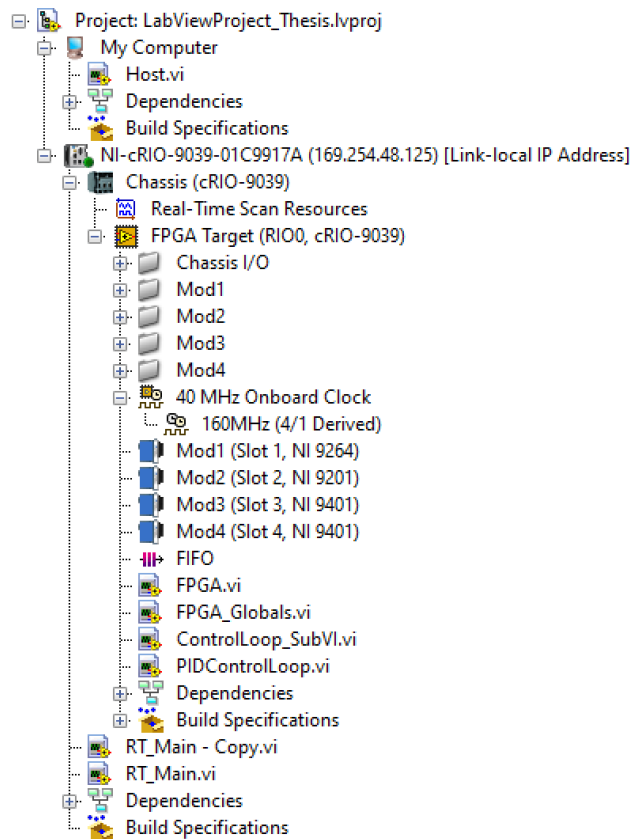 Project: LabViewProject_Thesis.lvproj
My Computer
Host.vi
Dependencies
Build Specifications
NI-cRIO-9039-01C9917A (169.254.48.125) [Link-local IP Address]
Chassis (cRIO-9039)
Real-Time Scan Resources
FPGA Target (RIO0, cRIO-9039)
Chassis I/O
Mod1
Mod2
Mod3
Mod4
40 MHz Onboard Clock
160MHz (4/1 Derived)
Mod1 (Slot 1, NI 9264)
Mod2 (Slot 2, NI 9201)
Mod3 (Slot 3, NI 9401)
Mod4 (Slot 4, NI 9401)
FIFO
FPGA.vi
FPGA_Globals.vi
ControlLoop_SubVI.vi
PIDControlLoop.vi
Dependencies
Build Specifications
RT_Main - Copy.vi
RT_Main.vi
Dependencies
Build Specifications